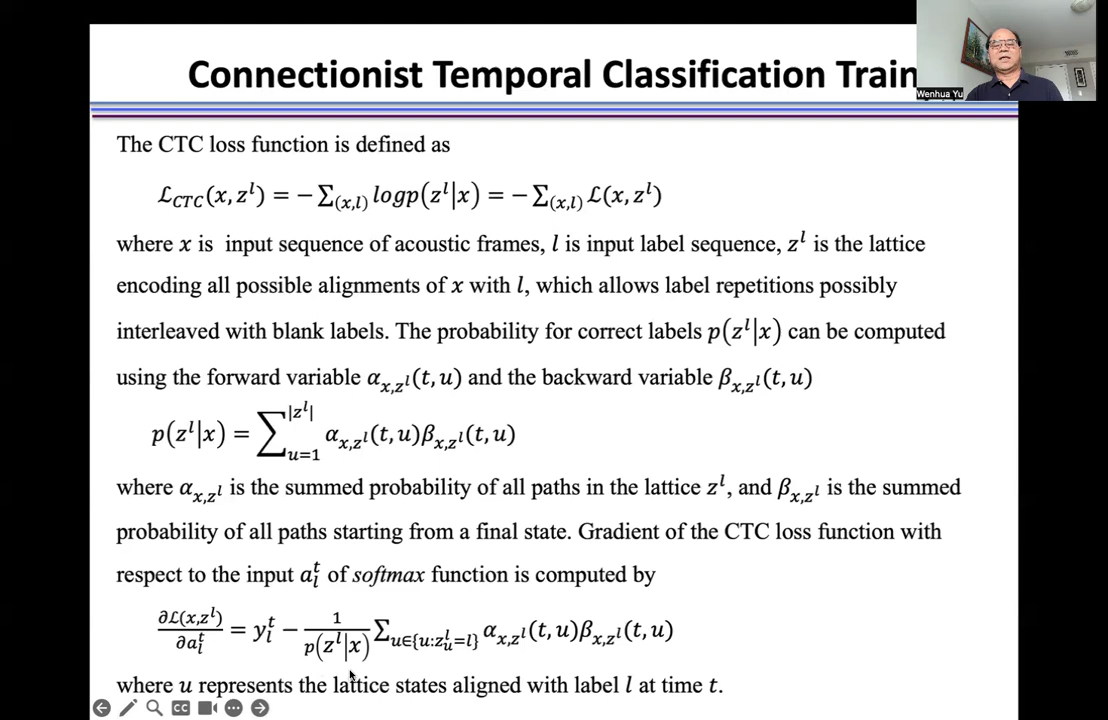 Connectionist Temporal Classification Train
Wenhua Yu
The CTC loss function is defined as
ℒ_{CTC}(x, z^l) = −∑_{(x,l)} logp(z^l|x) = −∑_{(x,l)} ℒ(x, z^l)
where x is input sequence of acoustic frames, l is input label sequence, z^l is the lattice
encoding all possible alignments of x with l, which allows label repetitions possibly
interleaved with blank labels. The probability for correct labels p(z^l|x) can be computed
using the forward variable α_{x,z^l}(t, u) and the backward variable β_{x,z^l}(t, u)
p(z^l|x) = ∑_{u=1}^{|z^l|} α_{x,z^l}(t, u)β_{x,z^l}(t, u)
where α_{x,z^l} is the summed probability of all paths in the lattice z^l, and β_{x,z^l} is the summed
probability of all paths starting from a final state. Gradient of the CTC loss function with
respect to the input a_l^t of softmax function is computed by
∂ℒ(x,z^l)/∂a_l^t = y_l^t − 1/p(z^l|x) ∑_{u∈{u:z_u^l=l}} α_{x,z^l}(t, u)β_{x,z^l}(t, u)
where u represents the lattice states aligned with label l at time t.
CC